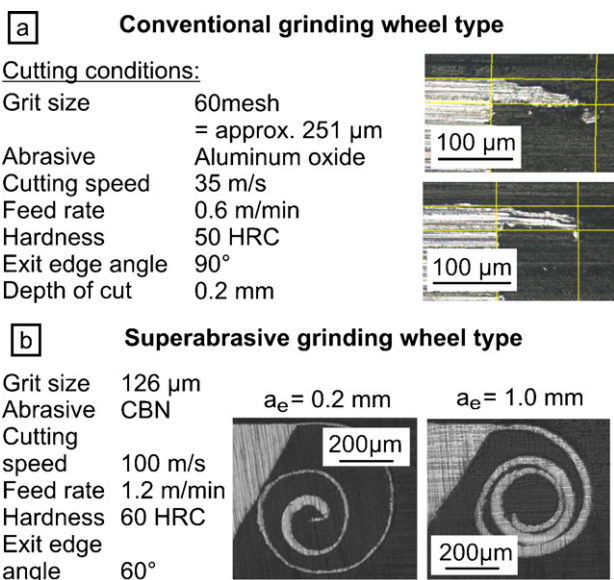 a Conventional grinding wheel type
Cutting conditions:
Grit size 60mesh
= approx. 251 µm
Abrasive Aluminum oxide
Cutting speed 35 m/s
Feed rate 0.6 m/min
Hardness 50 HRC
Exit edge angle 90°
Depth of cut 0.2 mm
100 µm
100 µm
b Superabrasive grinding wheel type
Grit size 126 µm
Abrasive CBN
Cutting
speed 100 m/s
Feed rate 1.2 m/min
Hardness 60 HRC
Exit edge
angle 60°
aₑ= 0.2 mm
200µm
aₑ= 1.0 mm
200µm